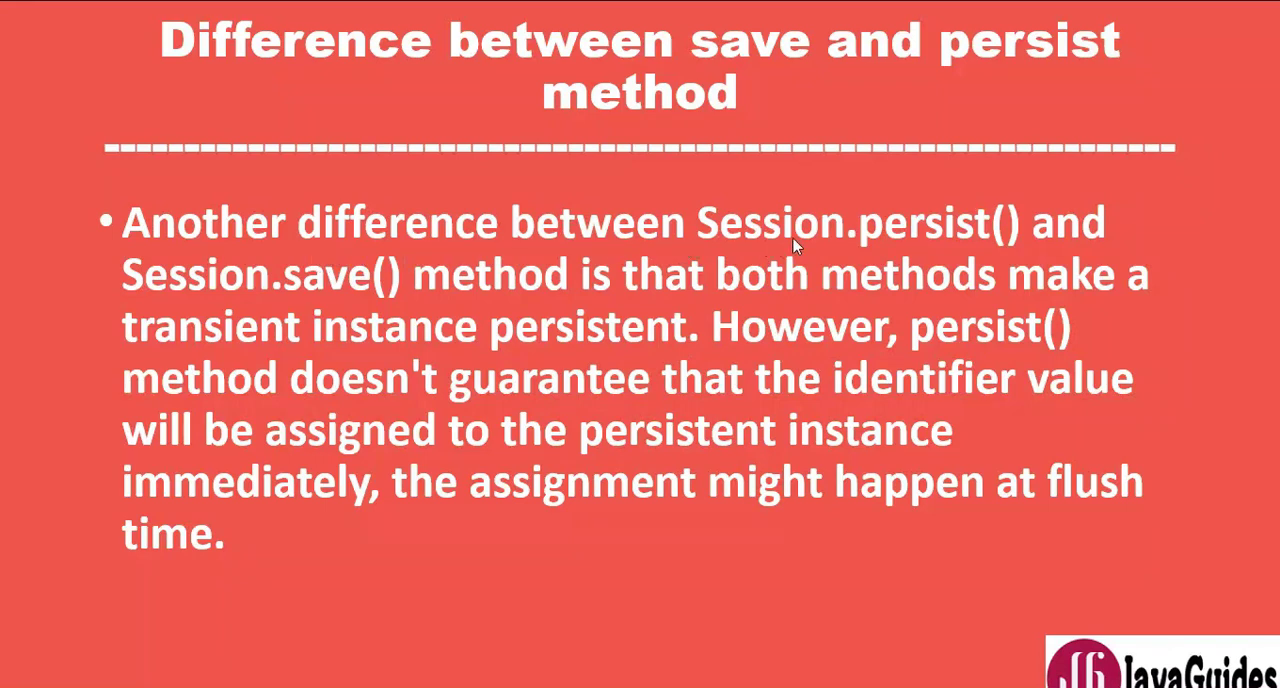 Difference between save and persist
method
• Another difference between Session.persist() and
Session.save() method is that both methods make a
transient instance persistent. However, persist()
method doesn't guarantee that the identifier value
will be assigned to the persistent instance
immediately, the assignment might happen at flush
time.
JavaGuides